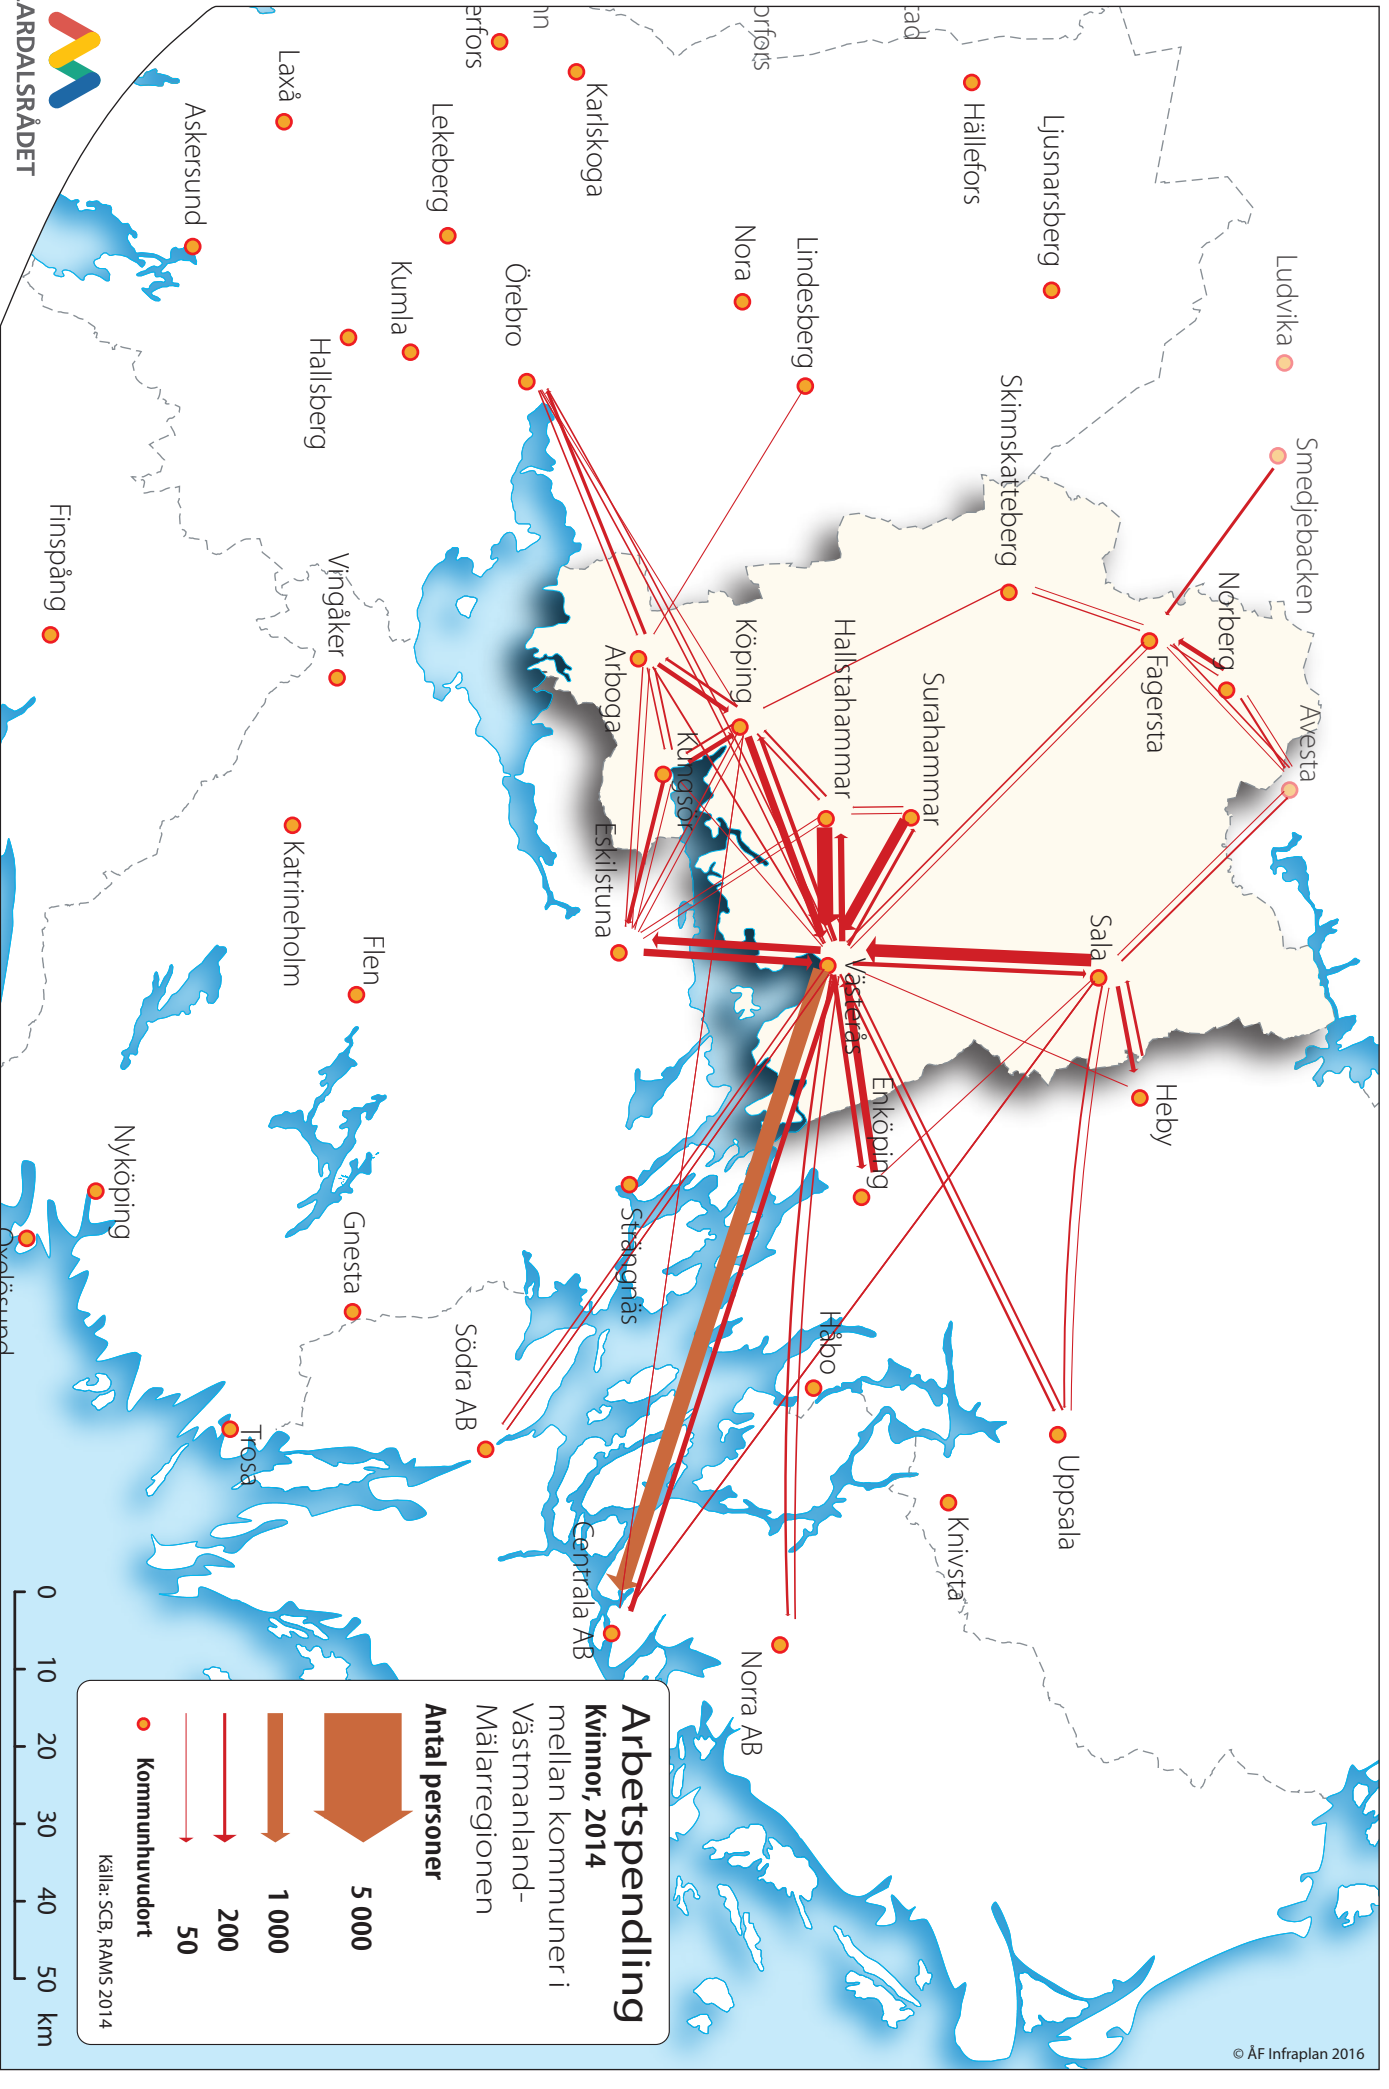 Ludvika
Smedjebacken
Norberg
Avesta
Ljusnarsberg
Skinnskatteberg
Fagersta
Sala
Heby
Uppsala
Hällefors
Surahammar
Knivsta
Lindesberg
Hallstahammar
Västerås
Enköping
Håbo
Nora
Köping
Norra AB
Karlskoga
Kungsör
Arboga
Eskilstuna
Strängnäs
Centrala AB
Örebro
Lekeberg
Södra AB
Kumla
Flen
Gnesta
Hallsberg
Vingåker
Katrineholm
Laxå
Trosa
Askersund
Nyköping
Finspång
ARDALSRÅDET
Arbetspendling
Kvinnor, 2014
mellan kommuner i
Västmanland-
Mälarregionen
Antal personer
5 000
1 000
200
50
Kommunhuvudort
Källa: SCB, RAMS 2014
0 10 20 30 40 50 km
© ÅF Infraplan 2016